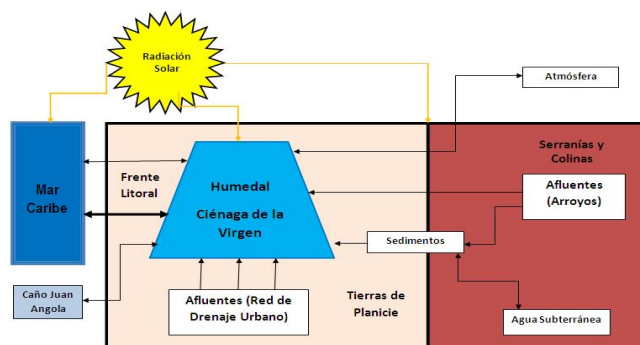 Radiación
Solar
Atmósfera
Serranías y
Colinas
Mar
Caribe
Frente
Litoral
Humedal
Ciénaga de la
Virgen
Afluentes
(Arroyos)
Sedimentos
Caño Juan
Angola
Afluentes (Red de
Drenaje Urbano)
Tierras de
Planicie
Agua Subterránea